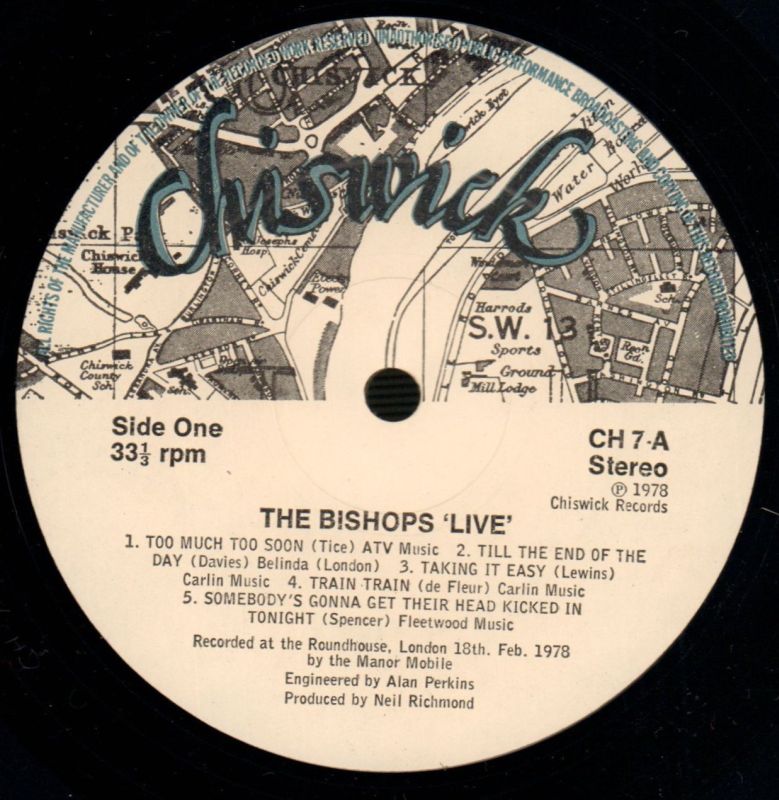 ALL RIGHTS OF THE MANUFACTURER AND OF THE OWNER OF THE RECORDED WORK RESERVED UNAUTHORISED PUBLIC PERFORMANCE BROADCASTING AND COPYING OF THIS RECORD PROHIBITED
CHISWICK
chiswick
Water
Works
Chiswick
House
Hosp
Harrods
S.W. 13
Sports
Ground
Mill Lodge
Sch.
Recn
Gd.
Chiswick
County
Sch.
Side One
33⅓ rpm
CH 7-A
Stereo
℗ 1978
Chiswick Records
THE BISHOPS 'LIVE'
1. TOO MUCH TOO SOON (Tice) ATV Music 2. TILL THE END OF THE
DAY (Davies) Belinda (London) 3. TAKING IT EASY (Lewins)
Carlin Music 4. TRAIN TRAIN (de Fleur) Carlin Music
5. SOMEBODY'S GONNA GET THEIR HEAD KICKED IN
TONIGHT (Spencer) Fleetwood Music
Recorded at the Roundhouse, London 18th. Feb. 1978
by the Manor Mobile
Engineered by Alan Perkins
Produced by Neil Richmond